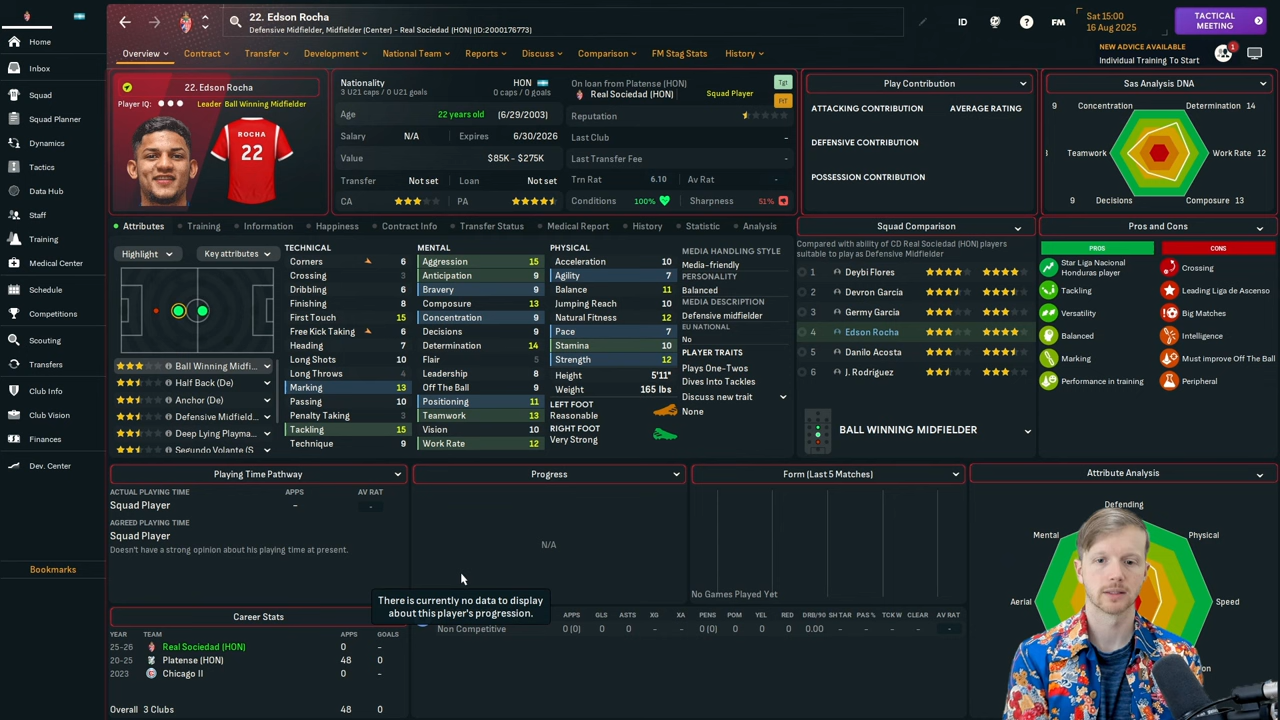 22. Edson Rocha
Defensive Midfielder, Midfielder (Center) - Real Sociedad (HON) (ID:2000176773)
ID
FM
Sat 15:00
16 Aug 2025
TACTICAL MEETING
Home
Inbox
Squad
Squad Planner
Dynamics
Tactics
Data Hub
Staff
Training
Medical Center
Schedule
Competitions
Scouting
Transfers
Club Info
Club Vision
Finances
Dev. Center
Bookmarks
Overview
Contract
Transfer
Development
National Team
Reports
Discuss
Comparison
FM Stag Stats
History
NEW ADVICE AVAILABLE
Individual Training To Start
1
22. Edson Rocha
Player IQ:
Leader Ball Winning Midfielder
ROCHA
22
Nationality HON
3 U21 caps / 0 U21 goals 0 caps / 0 goals
Age 22 years old (6/29/2003)
Salary N/A Expires 6/30/2026
Value $85K - $275K
Transfer Not set Loan Not set
CA PA
On loan from Platense (HON)
Real Sociedad (HON) Squad Player
Tgt
PtT
Reputation
Last Club -
Last Transfer Fee -
Trn Rat 6.10 Av Rat -
Conditions 100% Sharpness 51%
Play Contribution
ATTACKING CONTRIBUTION AVERAGE RATING
DEFENSIVE CONTRIBUTION
POSSESSION CONTRIBUTION
Sas Analysis DNA
9 Concentration Determination 14
Teamwork Work Rate 12
9 Decisions Composure 13
Attributes
Training
Information
Happiness
Contract Info
Transfer Status
Medical Report
History
Statistic
Analysis
Highlight
Key attributes
Ball Winning Midfi...
Half Back (De)
Anchor (De)
Defensive Midfield...
Deep Lying Playma...
Segundo Volante (S
TECHNICAL
Corners 6
Crossing 3
Dribbling 6
Finishing 8
First Touch 15
Free Kick Taking 6
Heading 7
Long Shots 10
Long Throws 4
Marking 13
Passing 10
Penalty Taking 3
Tackling 15
Technique 9
MENTAL
Aggression 15
Anticipation 9
Bravery 9
Composure 13
Concentration 9
Decisions 9
Determination 14
Flair 5
Leadership 8
Off The Ball 9
Positioning 11
Teamwork 13
Vision 10
Work Rate 12
PHYSICAL
Acceleration 10
Agility 7
Balance 11
Jumping Reach 10
Natural Fitness 12
Pace 7
Stamina 10
Strength 12
Height 5'11"
Weight 165 lbs
LEFT FOOT
Reasonable
RIGHT FOOT
Very Strong
MEDIA HANDLING STYLE
Media-friendly
PERSONALITY
Balanced
MEDIA DESCRIPTION
Defensive midfielder
EU NATIONAL
No
PLAYER TRAITS
Plays One-Twos
Dives Into Tackles
Discuss new trait
None
Squad Comparison
Compared with ability of CD Real Sociedad (HON) players
suitable to play as Defensive Midfielder
1 Deybi Flores
2 Devron Garcia
3 Germy Garcia
4 Edson Rocha
5 Danilo Acosta
6 J. Rodríguez
BALL WINNING MIDFIELDER
Pros and Cons
PROS
Star Liga Nacional
Honduras player
Tackling
Versatility
Balanced
Marking
Performance in training
CONS
Crossing
Leading Liga de Ascenso
Big Matches
Intelligence
Must improve Off The Ball
Peripheral
Playing Time Pathway
ACTUAL PLAYING TIME APPS AV RAT
Squad Player - -
AGREED PLAYING TIME
Squad Player
Doesn't have a strong opinion about his playing time at present.
Progress
N/A
There is currently no data to display
about this player's progression.
Form (Last 5 Matches)
No Games Played Yet
Attribute Analysis
Defending
Mental Physical
Aerial Speed
Career Stats
YEAR TEAM APPS GOALS
25-26 Real Sociedad (HON) 0 -
20-25 Platense (HON) 48 0
2023 Chicago II 0 -
Overall 3 Clubs 48 0
APPS GLS ASTS XG XA PENS POM YEL RED DRB/90 SH TAR PAS % TCK W CLEAR AV RAT
Non Competitive 0 (0) 0 0 - - 0 (0) 0 0 0 0.00 - - - - -